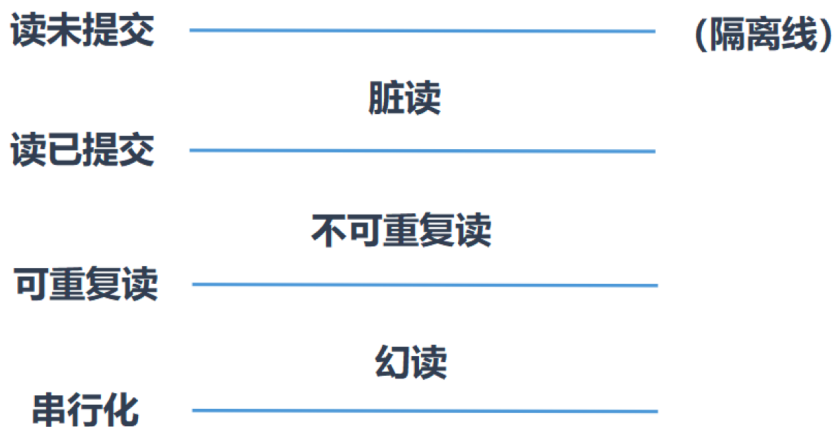 读未提交 (隔离线)
脏读
读已提交
不可重复读
可重复读
幻读
串行化